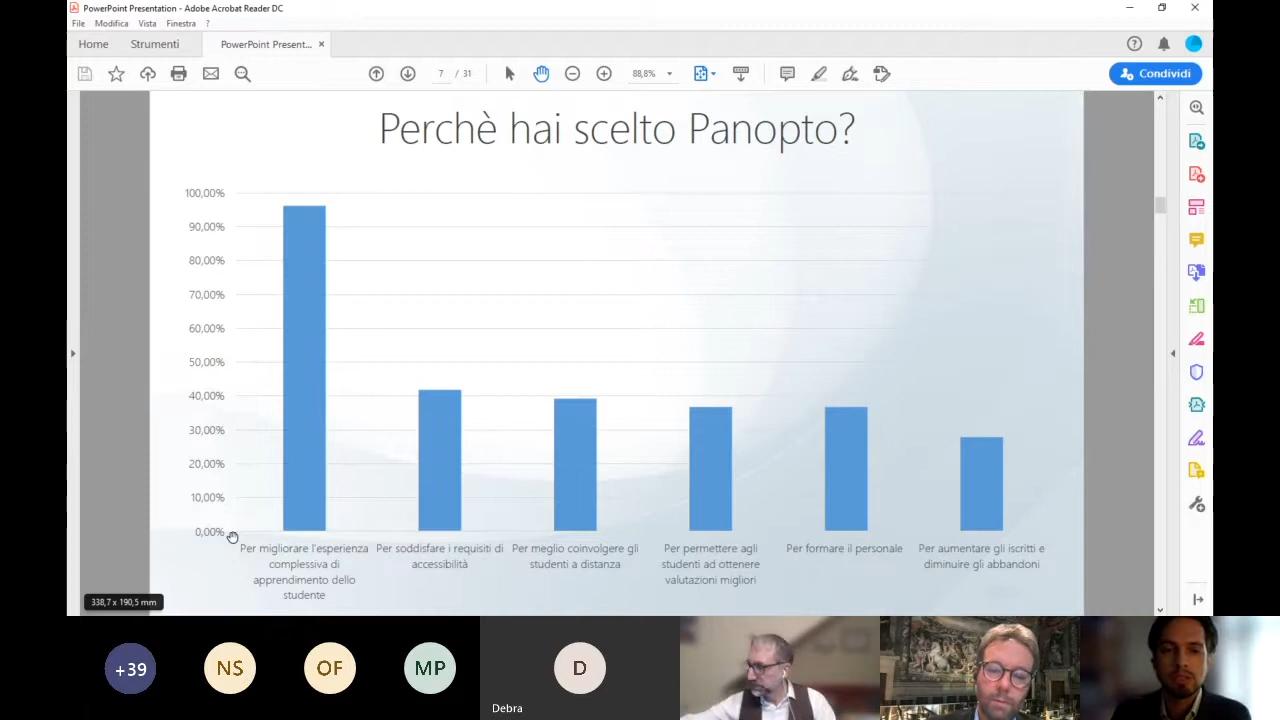 PowerPoint Presentation - Adobe Acrobat Reader DC
File Modifica Vista Finestra ?
Home Strumenti PowerPoint Present... ×
7 / 31 88,8% Condividi
Perchè hai scelto Panopto?
100,00%
90,00%
80,00%
70,00%
60,00%
50,00%
40,00%
30,00%
20,00%
10,00%
0,00%
Per migliorare l'esperienza
complessiva di
apprendimento dello
studente
Per soddisfare i requisiti di
accessibilità
Per meglio coinvolgere gli
studenti a distanza
Per permettere agli
studenti ad ottenere
valutazioni migliori
Per formare il personale
Per aumentare gli iscritti e
diminuire gli abbandoni
338,7 x 190,5 mm
+39 NS OF MP D
Debra